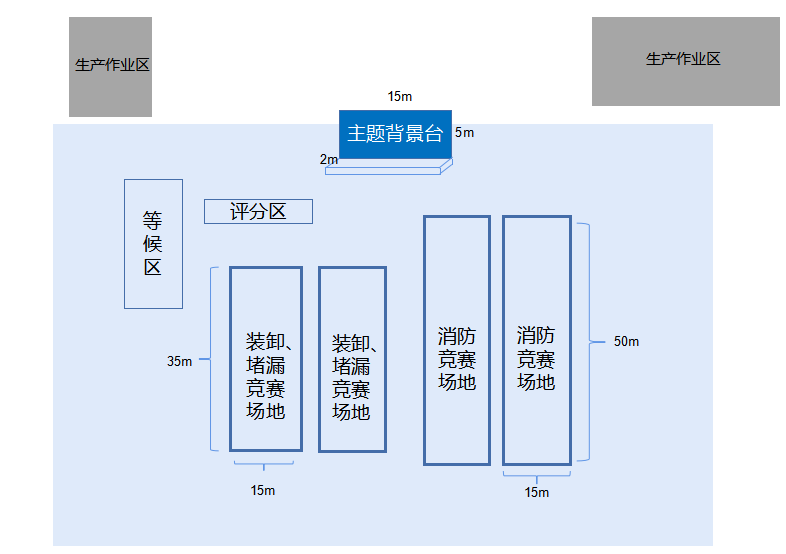 生产作业区
生产作业区
15m
主题背景台
5m
2m
等
候
区
评分区
装卸、
堵漏
竞赛
场地
装卸、
堵漏
竞赛
场地
消防
竞赛
场地
消防
竞赛
场地
35m
50m
15m
15m